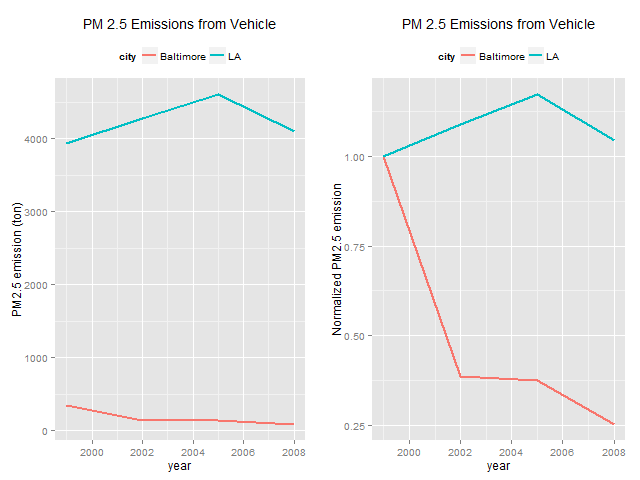 PM 2.5 Emissions from Vehicle
city Baltimore LA
PM2.5 emission (ton)
4000
3000
2000
1000
0
2000 2002 2004 2006 2008
year
PM 2.5 Emissions from Vehicle
city Baltimore LA
Normalized PM2.5 emission
1.00
0.75
0.50
0.25
2000 2002 2004 2006 2008
year